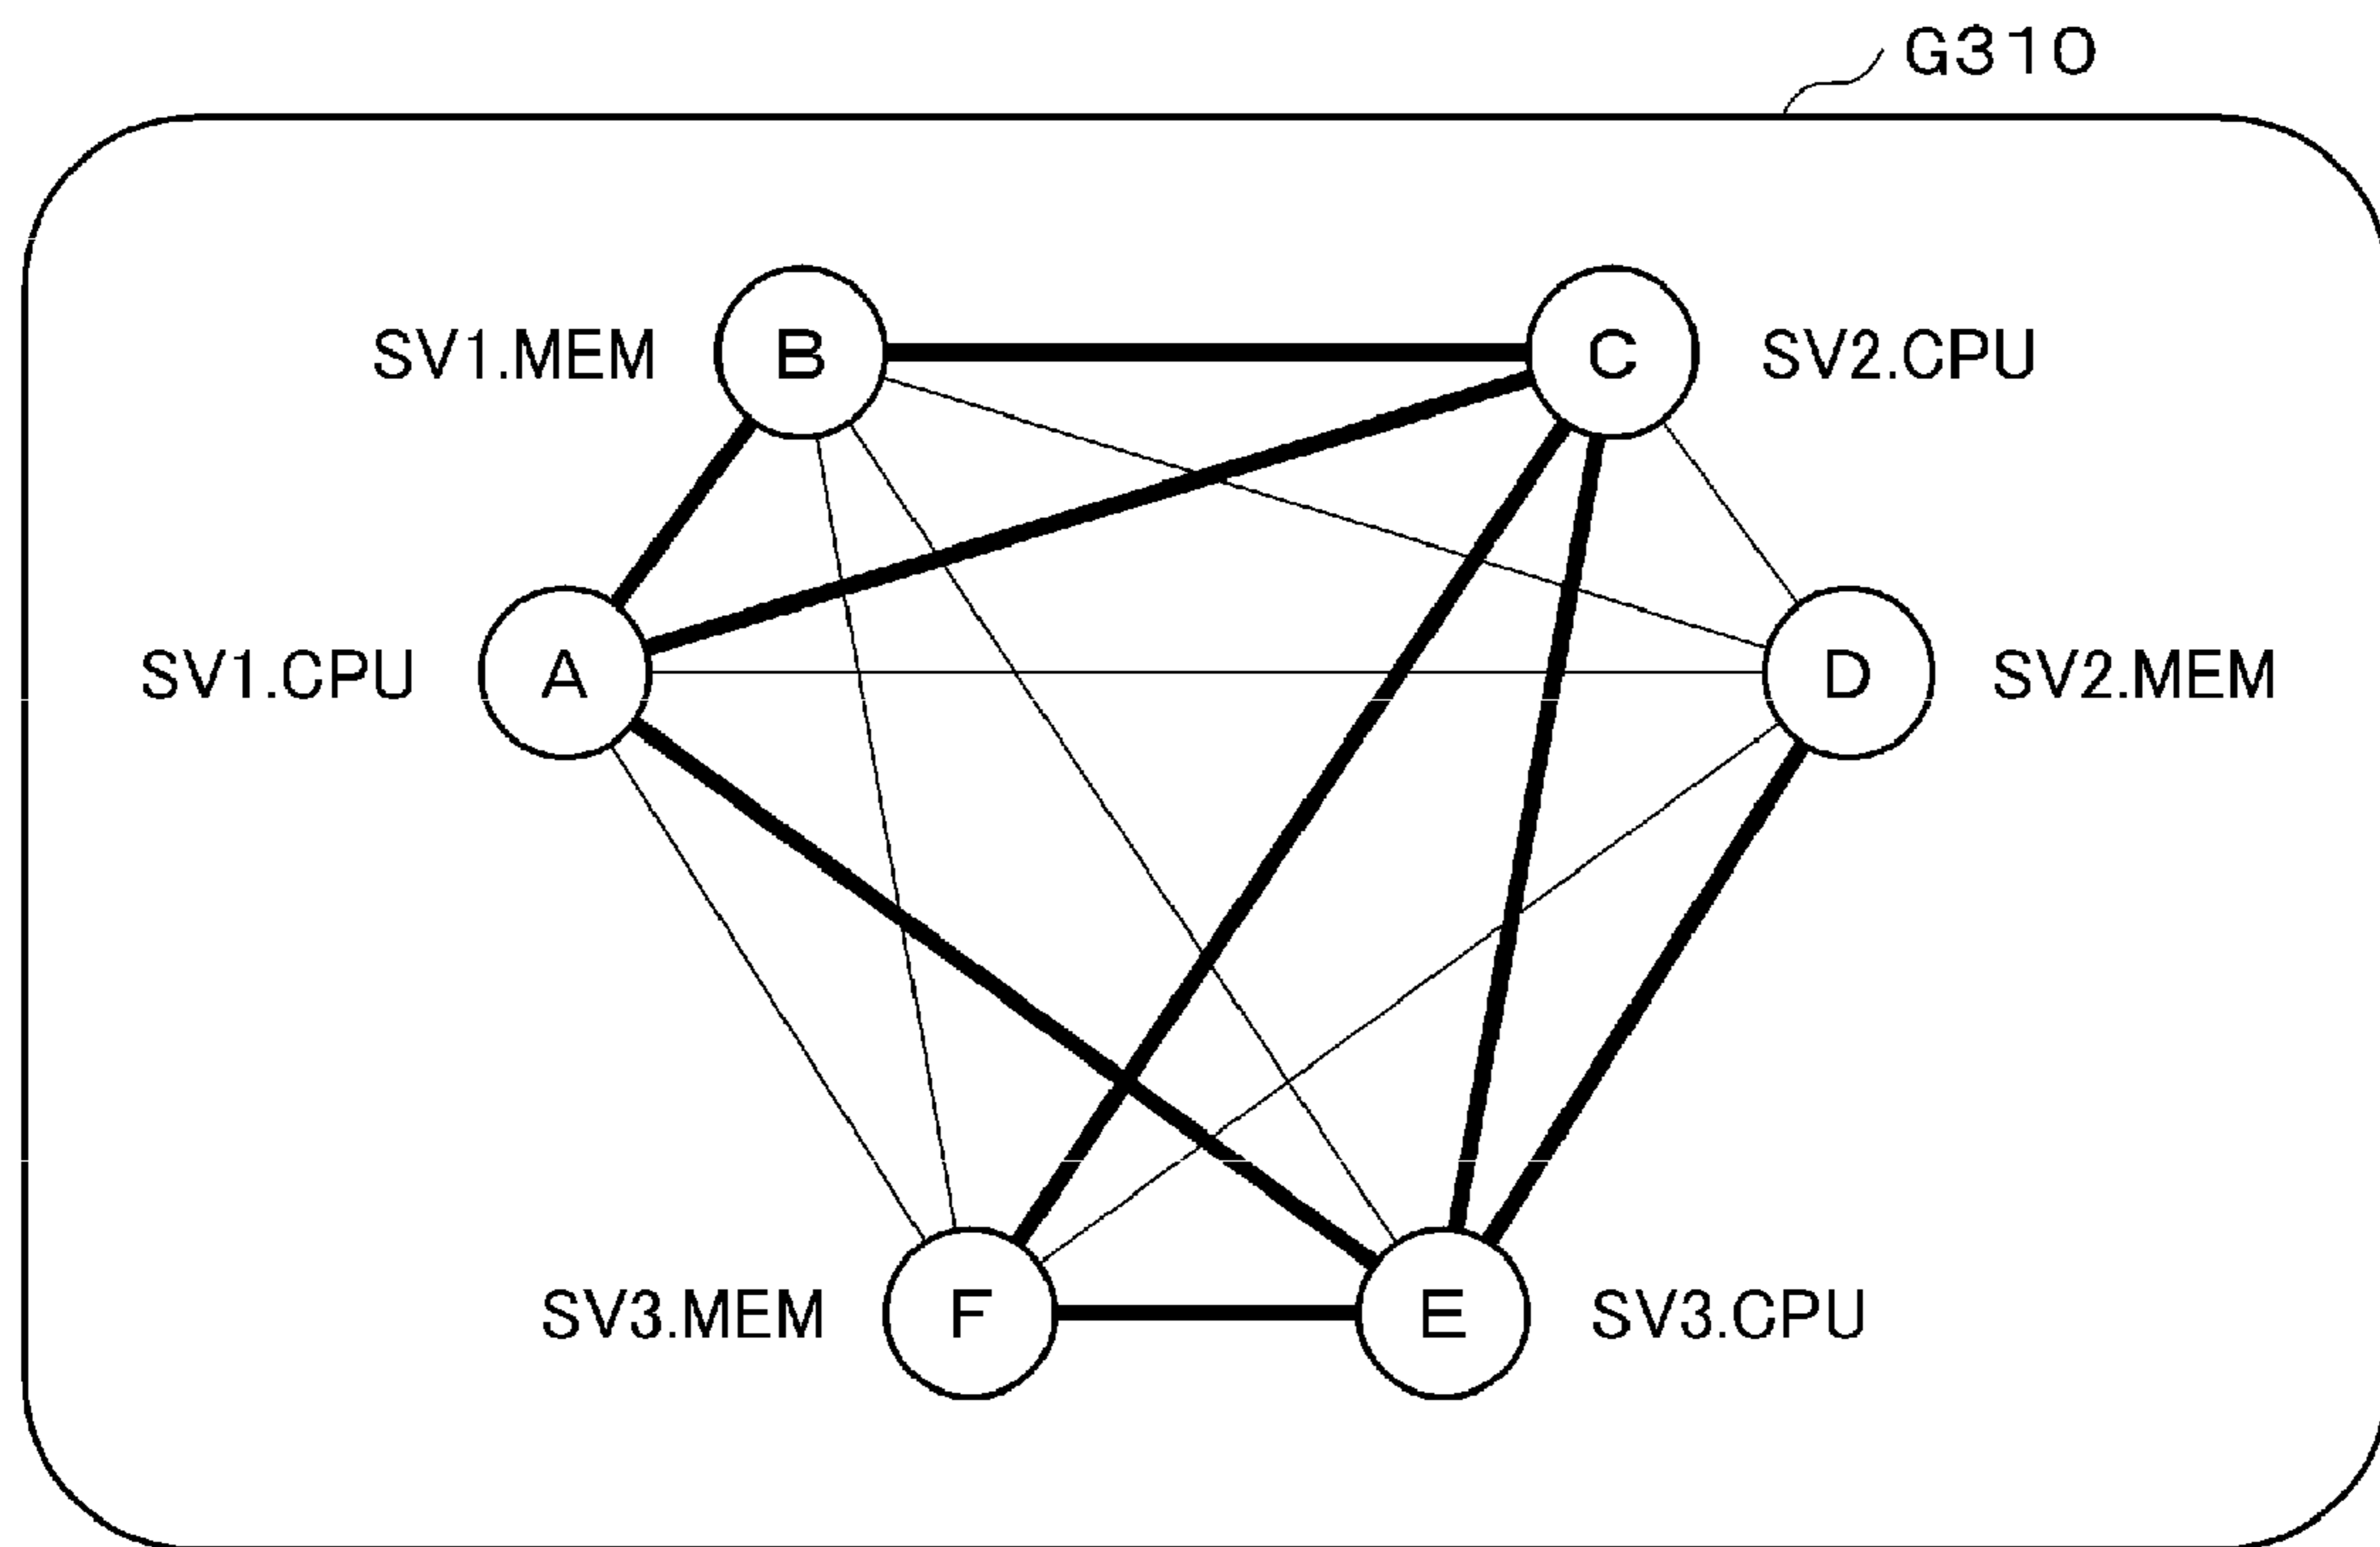 G310
SV1.MEM B C SV2.CPU
SV1.CPU A D SV2.MEM
SV3.MEM F E SV3.CPU